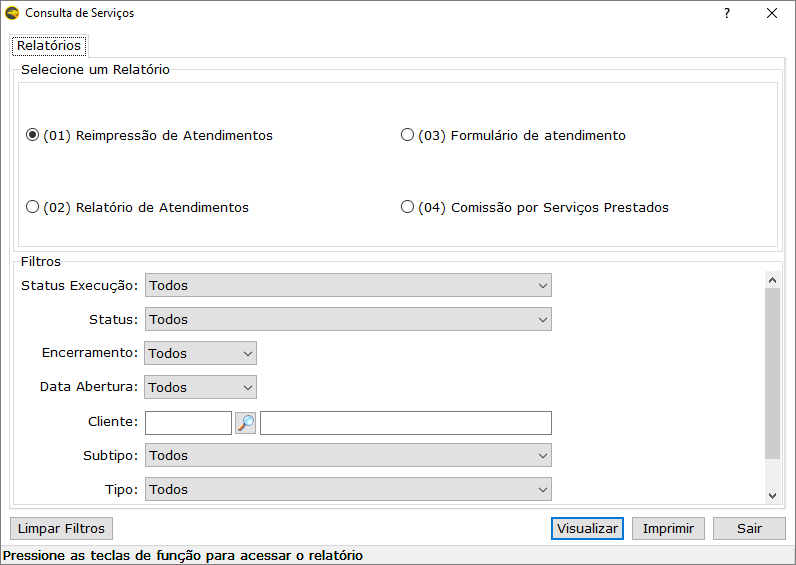 Consulta de Serviços
?
Relatórios
Selecione um Relatório
(01) Reimpressão de Atendimentos
(03) Formulário de atendimento
(02) Relatório de Atendimentos
(04) Comissão por Serviços Prestados
Filtros
Status Execução: Todos
Status: Todos
Encerramento: Todos
Data Abertura: Todos
Cliente:
Subtipo: Todos
Tipo: Todos
Limpar Filtros Visualizar Imprimir Sair
Pressione as teclas de função para acessar o relatório